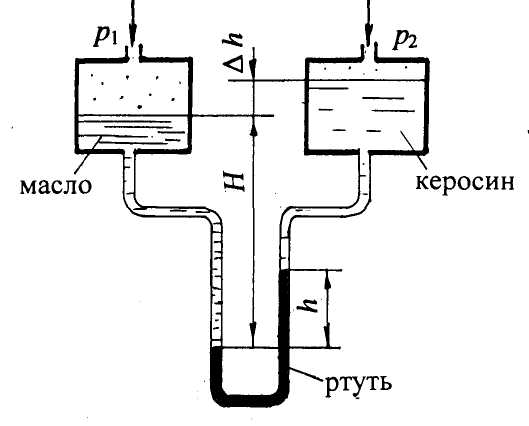 p₁
Δh
p₂
масло
H
керосин
h
ртуть